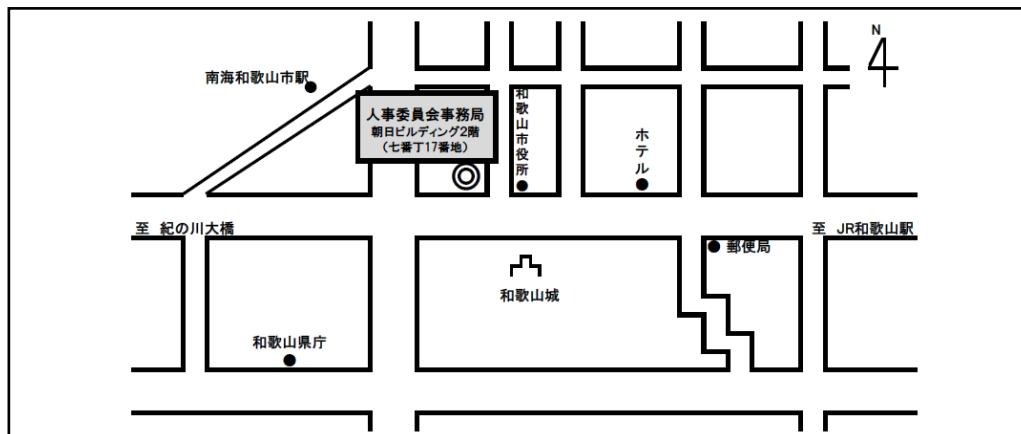 N
南海和歌山市駅
人事委員会事務局
朝日ビルディング2階
（七番丁17番地）
和歌山市役所
ホテル
至 紀の川大橋
至 JR和歌山駅
郵便局
和歌山城
和歌山県庁